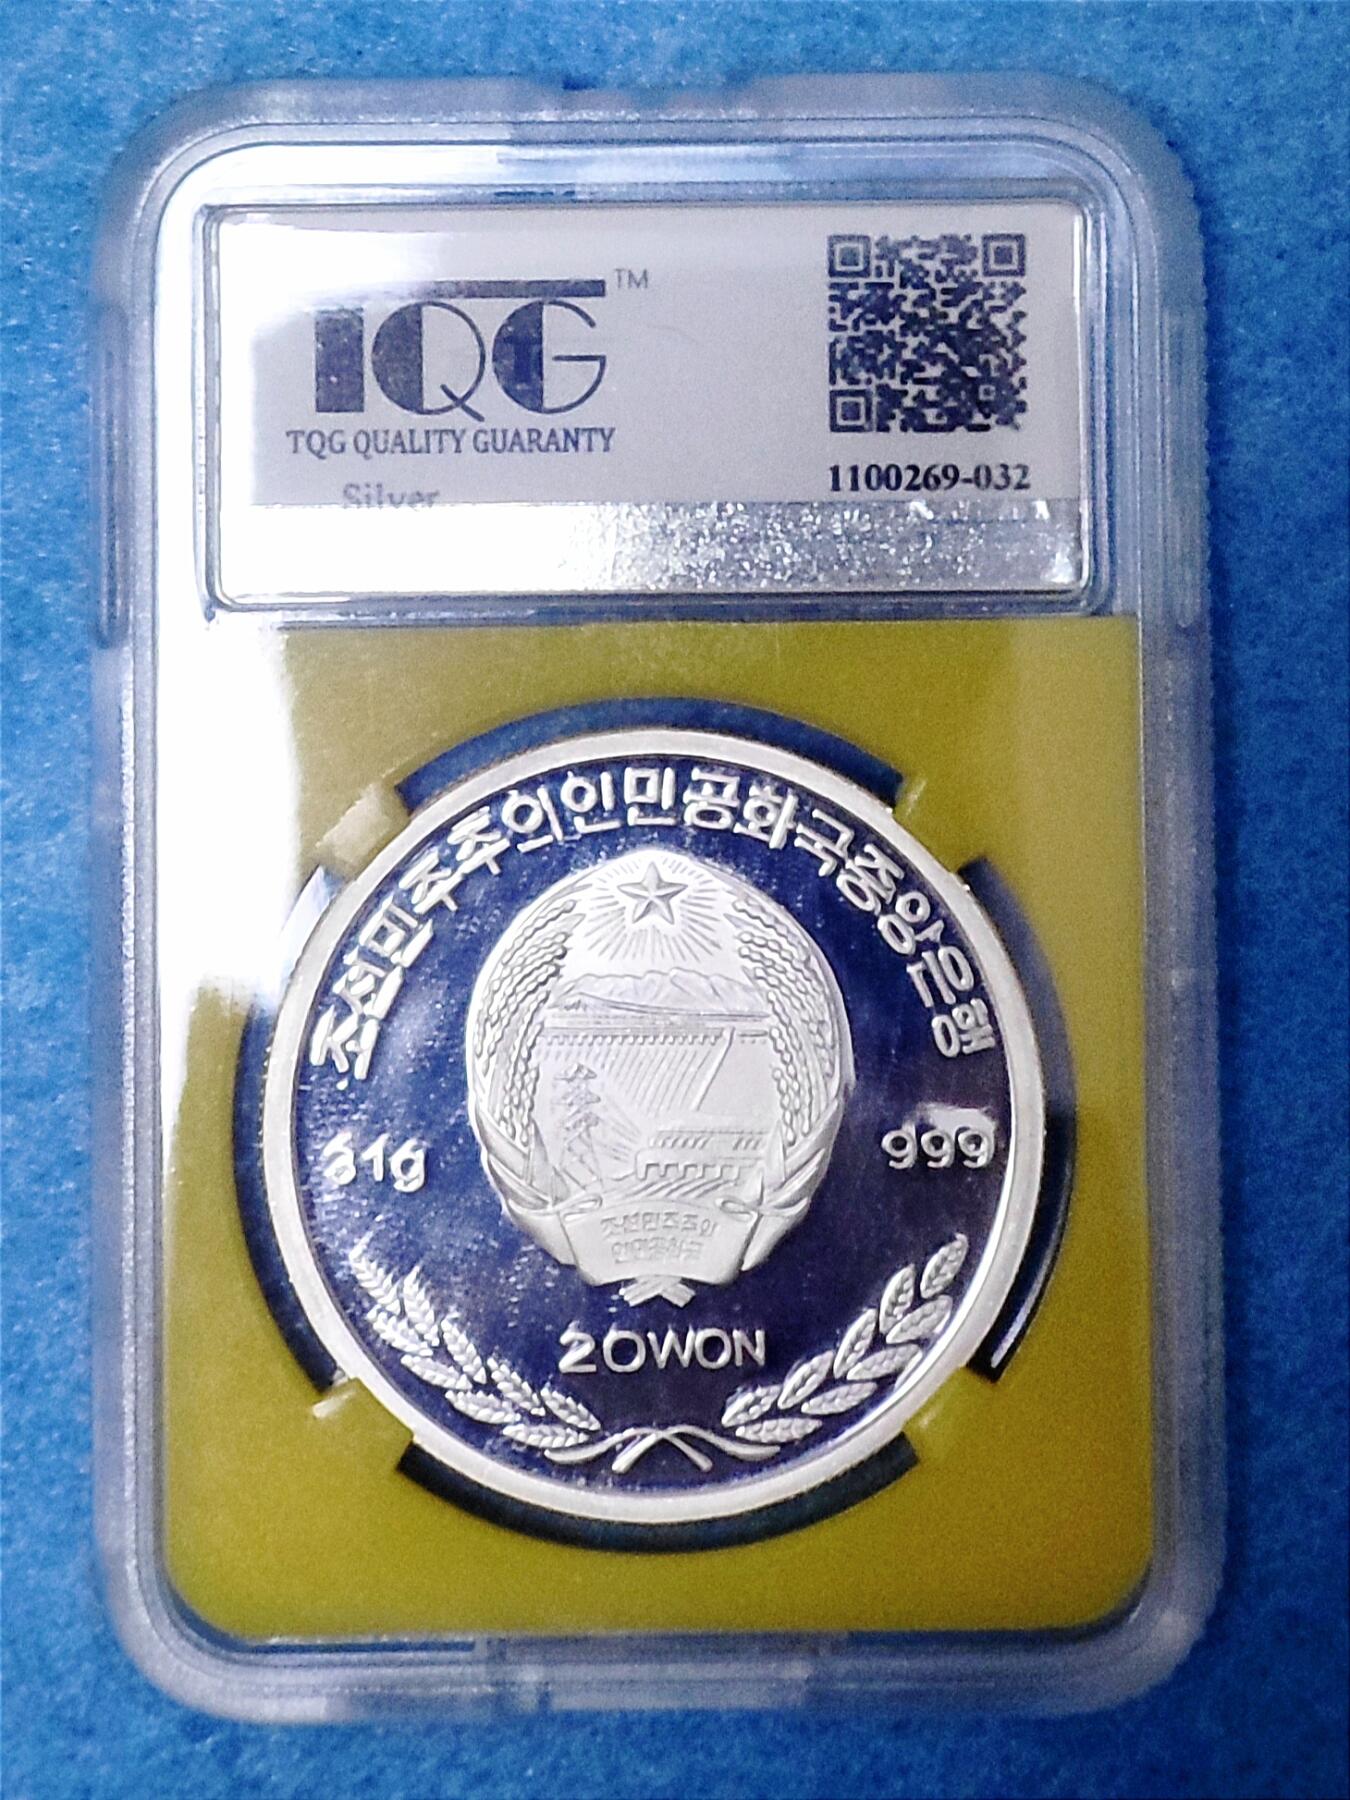 TQG™
TQG QUALITY GUARANTY
Silver
1100269-032
조선민주주의인민공화국중앙은행
31g
999
조선민주주의
인민공화국
20WON